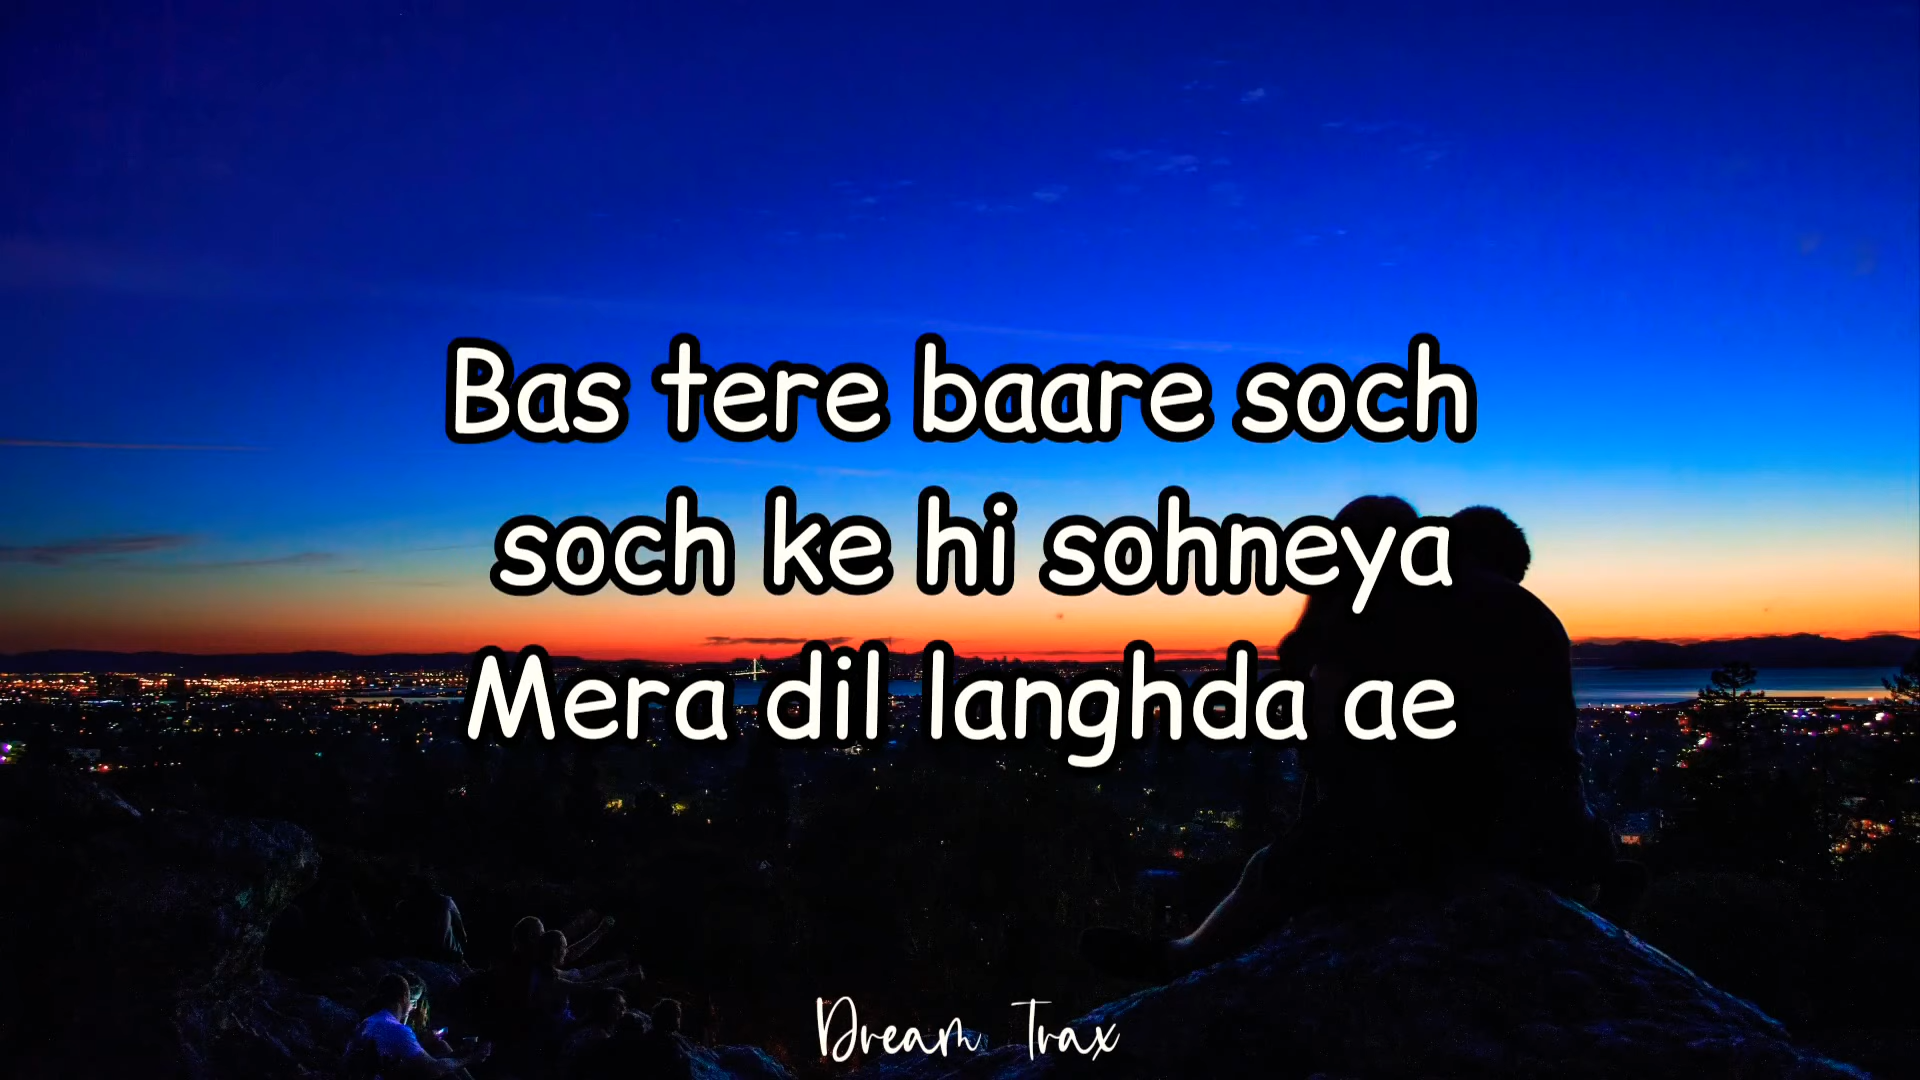 Bas tere baare soch
soch ke hi sohneya
Mera dil langhda ae
Dream Trax